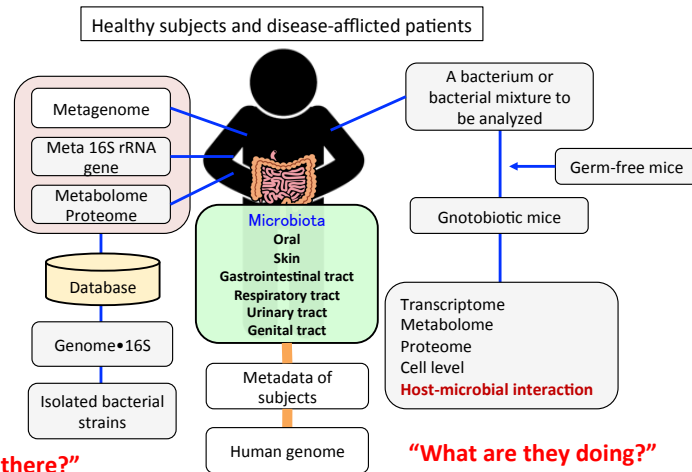 Healthy subjects and disease-afflicted patients
Metagenome
Meta 16S rRNA
gene
Metabolome
Proteome
Database
Genome•16S
Isolated bacterial
strains
there?”
Microbiota
Oral
Skin
Gastrointestinal tract
Respiratory tract
Urinary tract
Genital tract
Metadata of
subjects
Human genome
A bacterium or
bacterial mixture to
be analyzed
Germ-free mice
Gnotobiotic mice
Transcriptome
Metabolome
Proteome
Cell level
Host-microbial interaction
“What are they doing?”